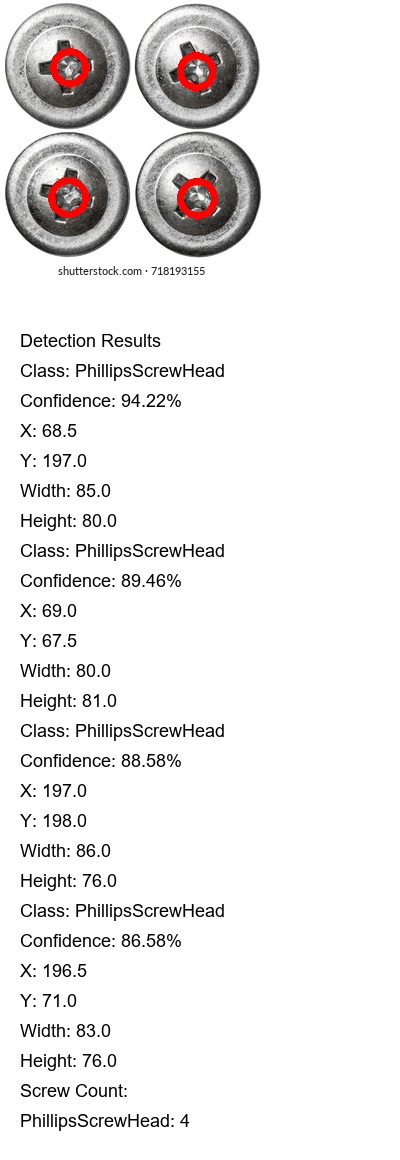 shutterstock.com · 718193155
Detection Results
Class: PhillipsScrewHead
Confidence: 94.22%
X: 68.5
Y: 197.0
Width: 85.0
Height: 80.0
Class: PhillipsScrewHead
Confidence: 89.46%
X: 69.0
Y: 67.5
Width: 80.0
Height: 81.0
Class: PhillipsScrewHead
Confidence: 88.58%
X: 197.0
Y: 198.0
Width: 86.0
Height: 76.0
Class: PhillipsScrewHead
Confidence: 86.58%
X: 196.5
Y: 71.0
Width: 83.0
Height: 76.0
Screw Count:
PhillipsScrewHead: 4